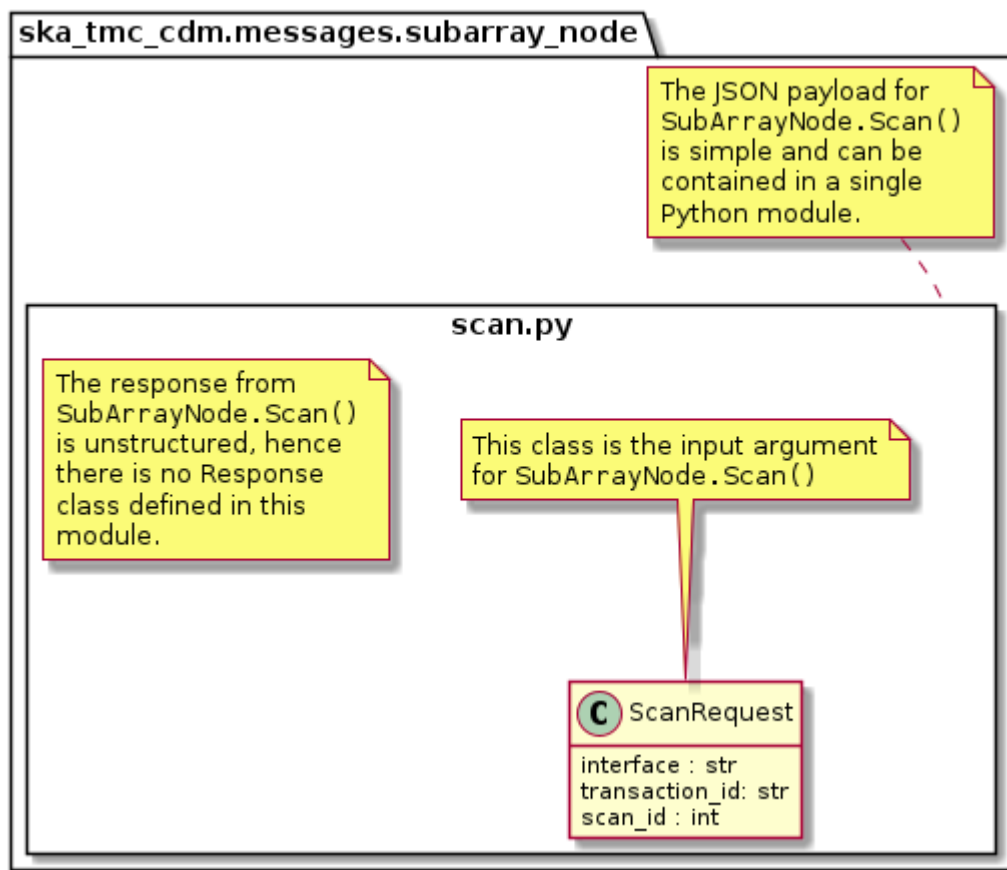 ska_tmc_cdm.messages.subarray_node
The JSON payload for
SubArrayNode.Scan()
is simple and can be
contained in a single
Python module.
scan.py
The response from
SubArrayNode.Scan()
is unstructured, hence
there is no Response
class defined in this
module.
This class is the input argument
for SubArrayNode.Scan()
C ScanRequest
interface : str
transaction_id: str
scan_id : int